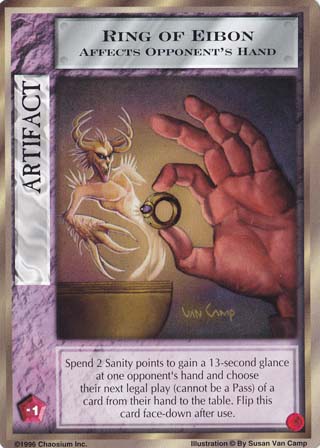 RING OF EIBON
AFFECTS OPPONENT'S HAND
ARTIFACT
VAN CAMP
Spend 2 Sanity points to gain a 13-second glance
at one opponent's hand and choose
their next legal play (cannot be a Pass) of a
card from their hand to the table. Flip this
card face-down after use.
-1
©1996 Chaosium Inc.
Illustration © By Susan Van Camp